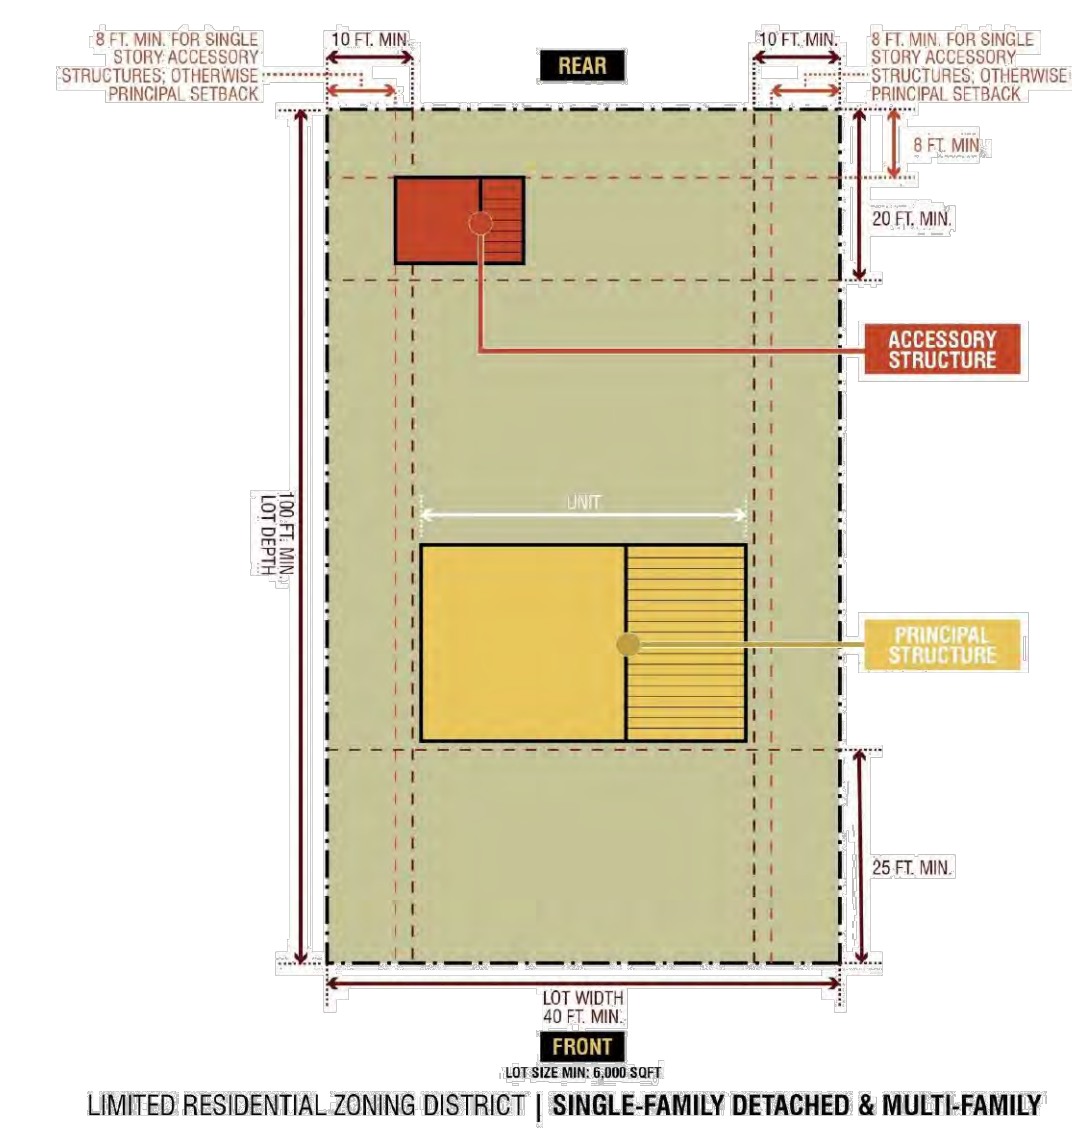 8 FT. MIN. FOR SINGLE
STORY ACCESSORY
STRUCTURES; OTHERWISE
PRINCIPAL SETBACK
10 FT. MIN.
REAR
10 FT. MIN.
8 FT. MIN. FOR SINGLE
STORY ACCESSORY
STRUCTURES; OTHERWISE
PRINCIPAL SETBACK
8 FT. MIN.
20 FT. MIN.
ACCESSORY
STRUCTURE
100 FT. MIN.
LOT DEPTH
UNIT
PRINCIPAL
STRUCTURE
25 FT. MIN.
LOT WIDTH
40 FT. MIN.
FRONT
LOT SIZE MIN: 6,000 SQFT
LIMITED RESIDENTIAL ZONING DISTRICT | SINGLE-FAMILY DETACHED & MULTI-FAMILY